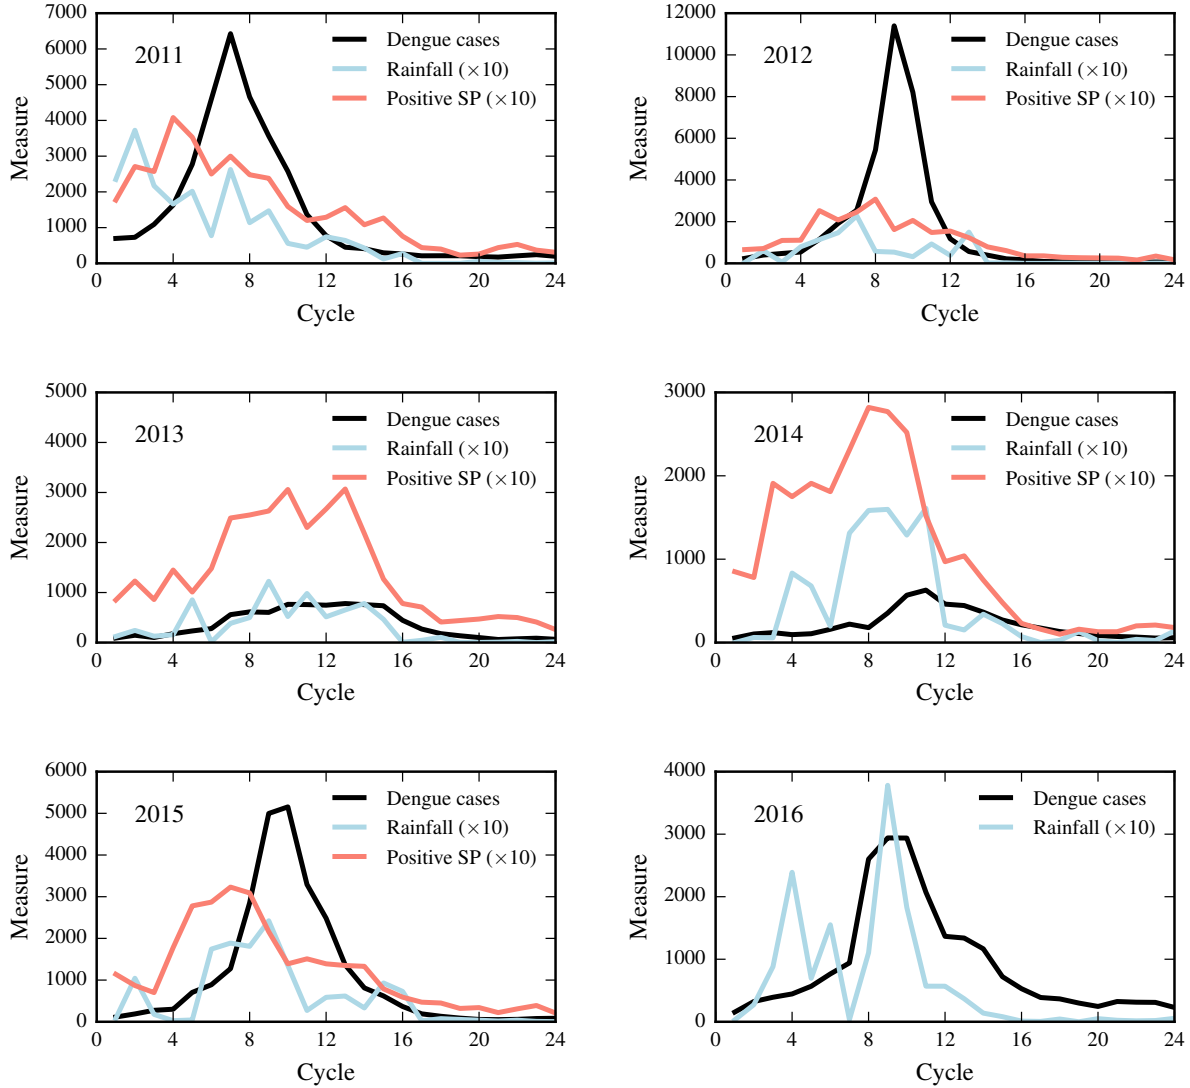 7000
6000
5000
4000
3000
2000
1000
0
Measure
2011
Dengue cases
Rainfall (×10)
Positive SP (×10)
0 4 8 12 16 20 24
Cycle
12000
10000
8000
6000
4000
2000
0
Measure
2012
Dengue cases
Rainfall (×10)
Positive SP (×10)
0 4 8 12 16 20 24
Cycle
5000
4000
3000
2000
1000
0
Measure
2013
Dengue cases
Rainfall (×10)
Positive SP (×10)
0 4 8 12 16 20 24
Cycle
3000
2000
1000
0
Measure
2014
Dengue cases
Rainfall (×10)
Positive SP (×10)
0 4 8 12 16 20 24
Cycle
6000
5000
4000
3000
2000
1000
0
Measure
2015
Dengue cases
Rainfall (×10)
Positive SP (×10)
0 4 8 12 16 20 24
Cycle
4000
3000
2000
1000
0
Measure
2016
Dengue cases
Rainfall (×10)
0 4 8 12 16 20 24
Cycle